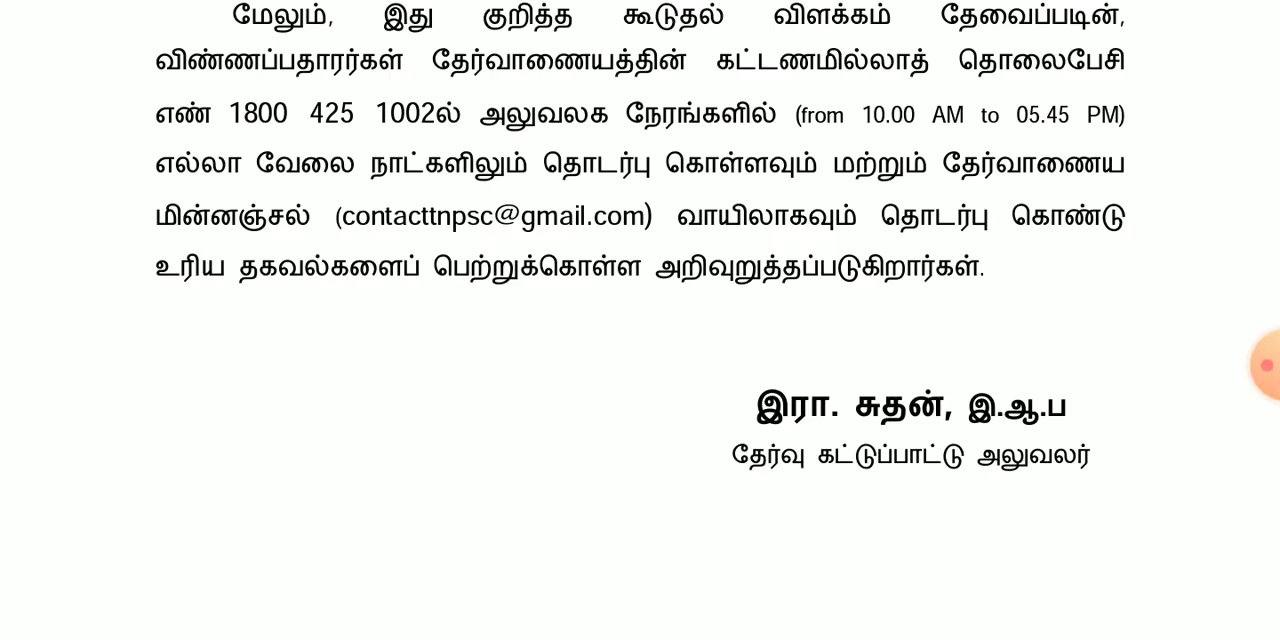 மேலும், இது குறித்த கூடுதல் விளக்கம் தேவைப்படின்,
விண்ணப்பதாரர்கள் தேர்வாணையத்தின் கட்டணமில்லாத் தொலைபேசி
எண் 1800 425 1002ல் அலுவலக நேரங்களில் (from 10.00 AM to 05.45 PM)
எல்லா வேலை நாட்களிலும் தொடர்பு கொள்ளவும் மற்றும் தேர்வாணைய
மின்னஞ்சல் (contacttnpsc@gmail.com) வாயிலாகவும் தொடர்பு கொண்டு
உரிய தகவல்களைப் பெற்றுக்கொள்ள அறிவுறுத்தப்படுகிறார்கள்.
இரா. சுதன், இ.ஆ.ப
தேர்வு கட்டுப்பாட்டு அலுவலர்